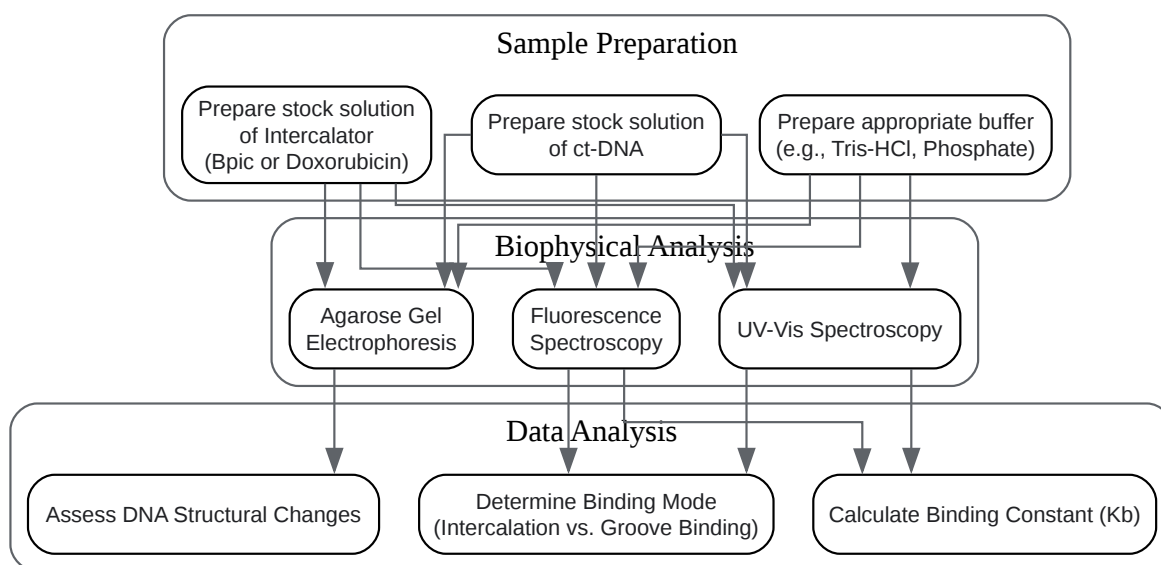 Sample Preparation
Prepare stock solution
of Intercalator
(Bpic or Doxorubicin)
Prepare stock solution
of ct-DNA
Prepare appropriate buffer
(e.g., Tris-HCl, Phosphate)
Biophysical Analysis
Agarose Gel
Electrophoresis
Fluorescence
Spectroscopy
UV-Vis Spectroscopy
Data Analysis
Assess DNA Structural Changes
Determine Binding Mode
(Intercalation vs. Groove Binding)
Calculate Binding Constant (Kb)